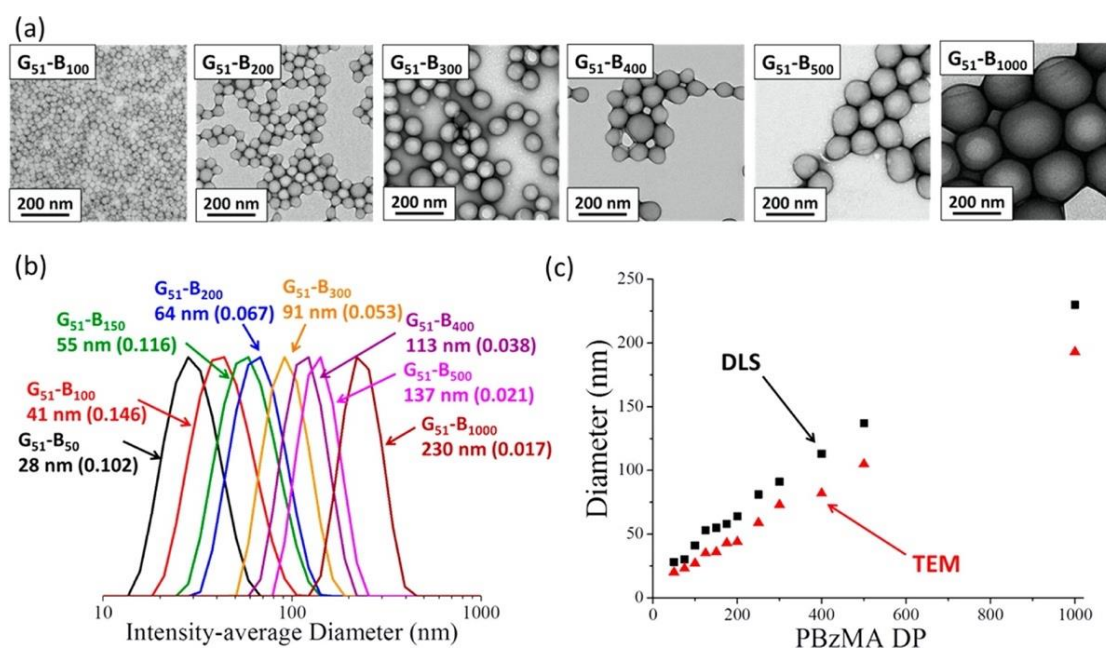 (a)
G51-B100
G51-B200
G51-B300
G51-B400
G51-B500
G51-B1000
200 nm
200 nm
200 nm
200 nm
200 nm
200 nm
(b)
G51-B200
64 nm (0.067)
G51-B300
91 nm (0.053)
G51-B150
55 nm (0.116)
G51-B400
113 nm (0.038)
G51-B100
41 nm (0.146)
G51-B500
137 nm (0.021)
G51-B50
28 nm (0.102)
G51-B1000
230 nm (0.017)
10 100 1000
Intensity-average Diameter (nm)
(c)
250
200
150
100
50
0
Diameter (nm)
DLS
TEM
0 200 400 600 800 1000
PBzMA DP